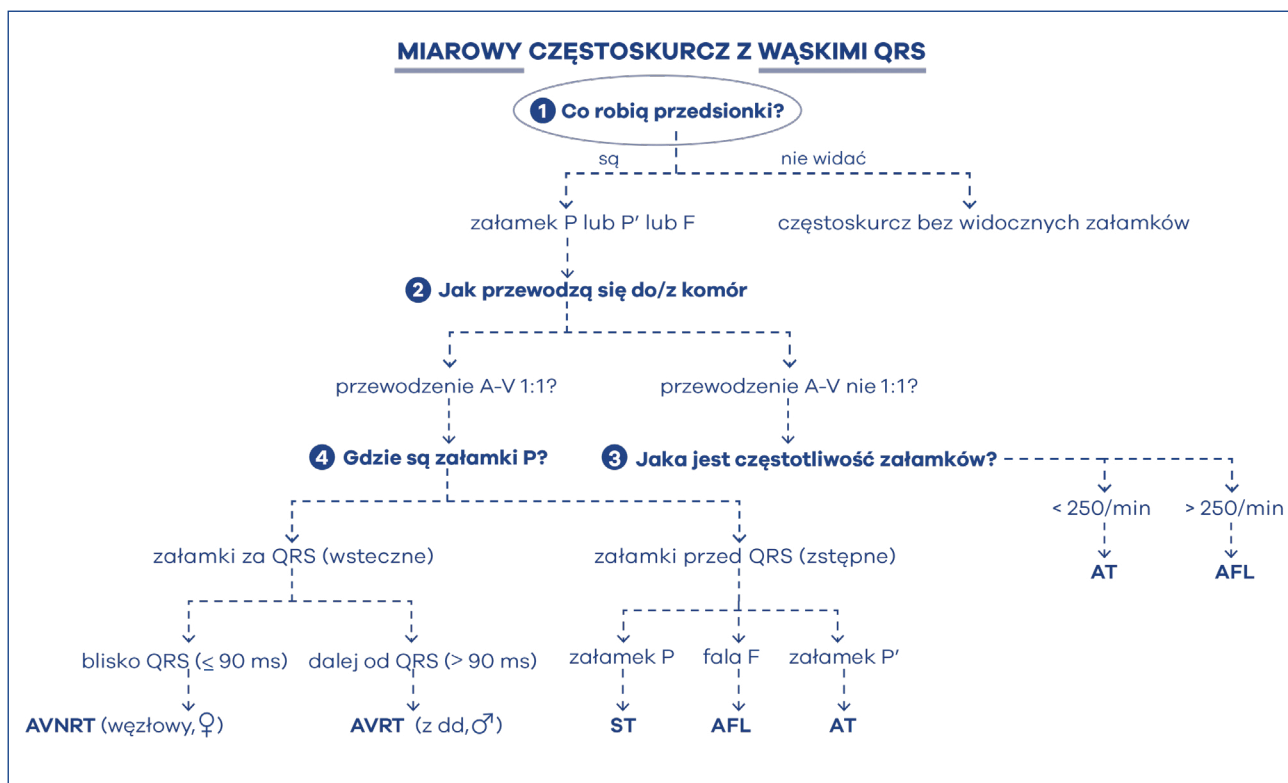 MIAROWY CZĘSTOSKURCZ Z WĄSKIMI QRS
1 Co robią przedsionki?
są
nie widać
załamek P lub P’ lub F
częstoskurcz bez widocznych załamków
2 Jak przewodzą się do/z komór
przewodzenie A-V 1:1?
przewodzenie A-V nie 1:1?
4 Gdzie są załamki P?
3 Jaka jest częstotliwość załamków?
< 250/min
> 250/min
AT
AFL
załamki za QRS (wsteczne)
załamki przed QRS (zstępne)
blisko QRS (≤ 90 ms)
dalej od QRS (> 90 ms)
załamek P
fala F
załamek P’
AVNRT (węzłowy,♀)
AVRT (z dd,♂)
ST
AFL
AT